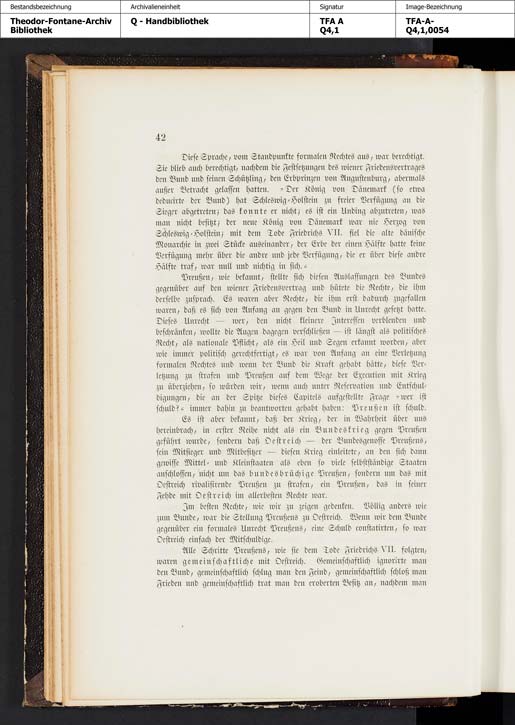 Bestandsbezeichnung
Archivalieneinheit
Signatur
Image-Bezeichnung
Theodor-Fontane-Archiv
Bibliothek
Q - Handbibliothek
TFA A
Q4,1
TFA-A-
Q4,1,0054
42
Diese Sprache, vom Standpunkte formalen Rechtes aus, war berechtigt.
Sie blieb auch berechtigt, nachdem die Festsetzungen des wiener Friedensvertrages
den Bund und seinen Schützling, den Erbprinzen von Augustenburg, abermals
außer Betracht gelassen hatten. »Der König von Dänemark (so etwa
deducirte der Bund) hat Schleswig-Holstein zu freier Verfügung an die
Sieger abgetreten; das konnte er nicht; es ist ein Unding abzutreten, was
man nicht besitzt; der neue König von Dänemark war nie Herzog von
Schleswig-Holstein; mit dem Tode Friedrichs VII. fiel die alte dänische
Monarchie in zwei Stücke auseinander, der Erbe der einen Hälfte hatte keine
Verfügung mehr über die andre und jede Verfügung, die er über diese andre
Hälfte traf, war null und nichtig in sich.«
Preußen, wie bekannt, stellte sich diesen Auslassungen des Bundes
gegenüber auf den wiener Friedensvertrag und hütete die Rechte, die ihm
derselbe zusprach. Es waren aber Rechte, die ihm erst dadurch zugefallen
waren, daß es sich von Anfang an gegen den Bund in Unrecht gesetzt hatte.
Dieses Unrecht — wer, den nicht kleinere Interessen verblenden und
beschränken, wollte die Augen dagegen verschließen — ist längst als politisches
Recht, als nationale Pflicht, als ein Heil und Segen erkannt worden, aber
wie immer politisch gerechtfertigt, es war von Anfang an eine Verletzung
formalen Rechtes und wenn der Bund die Kraft gehabt hätte, diese Ver-
letzung zu strafen und Preußen auf dem Wege der Execution mit Krieg
zu überziehen, so würden wir, wenn auch unter Reservation und Entschul-
digungen, die an der Spitze dieses Capitels aufgestellte Frage »wer ist
schuld?« immer dahin zu beantworten gehabt haben: Preußen ist schuld.
Es ist aber bekannt, daß der Krieg, der in Wahrheit über uns
hereinbrach, in erster Reihe nicht als ein Bundeskrieg gegen Preußen
geführt wurde, sondern daß Oestreich — der Bundesgenosse Preußens,
sein Mitsieger und Mitbesitzer — diesen Krieg einleitete, an den sich dann
gewisse Mittel- und Kleinstaaten als eben so viele selbstständige Staaten
anschlossen, nicht um das bundesbrüchige Preußen, sondern um das mit
Oestreich rivalisirende Preußen zu strafen, ein Preußen, das in seiner
Fehde mit Oestreich im allerbesten Rechte war.
Im besten Rechte, wie wir zu zeigen gedenken. Völlig anders wie
zum Bunde, war die Stellung Preußens zu Oestreich. Wenn wir dem Bunde
gegenüber ein formales Unrecht Preußens, eine Schuld constatirten, so war
Oestreich einfach der Mitschuldige.
Alle Schritte Preußens, wie sie dem Tode Friedrichs VII. folgten,
waren gemeinschaftliche mit Oestreich. Gemeinschaftlich ignorirte man
den Bund, gemeinschaftlich schlug man den Feind, gemeinschaftlich schloß man
Frieden und gemeinschaftlich trat man den eroberten Besitz an, nachdem man